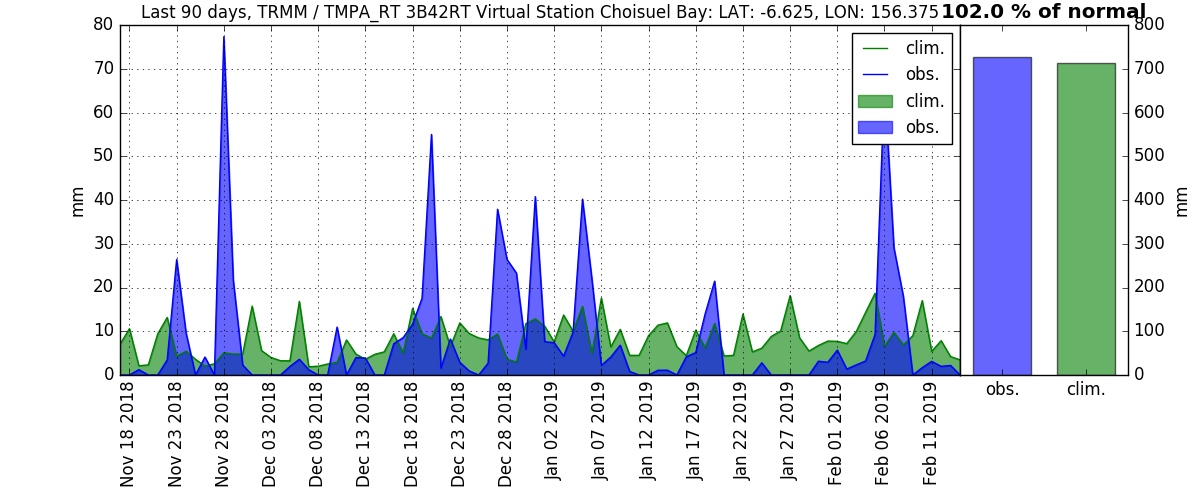 Last 90 days, TRMM / TMPA_RT 3B42RT Virtual Station Choisuel Bay: LAT: -6.625, LON: 156.375 102.0 % of normal
clim.
obs.
clim.
obs.
80
70
60
50
40
30
20
10
0
mm
800
700
600
500
400
300
200
100
0
mm
Nov 18 2018
Nov 23 2018
Nov 28 2018
Dec 03 2018
Dec 08 2018
Dec 13 2018
Dec 18 2018
Dec 23 2018
Dec 28 2018
Jan 02 2019
Jan 07 2019
Jan 12 2019
Jan 17 2019
Jan 22 2019
Jan 27 2019
Feb 01 2019
Feb 06 2019
Feb 11 2019
obs.
clim.